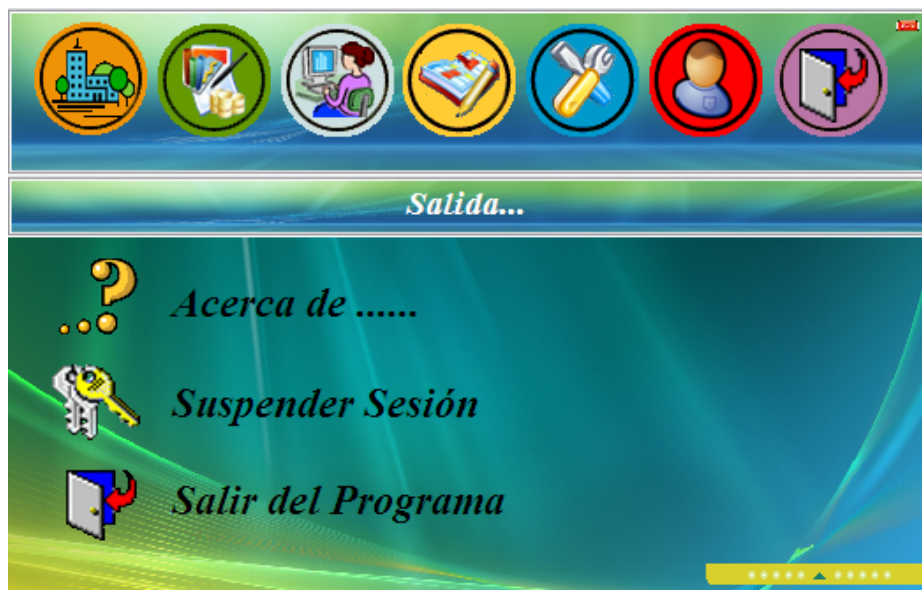 Salida...
Acerca de ......
Suspender Sesión
Salir del Programa